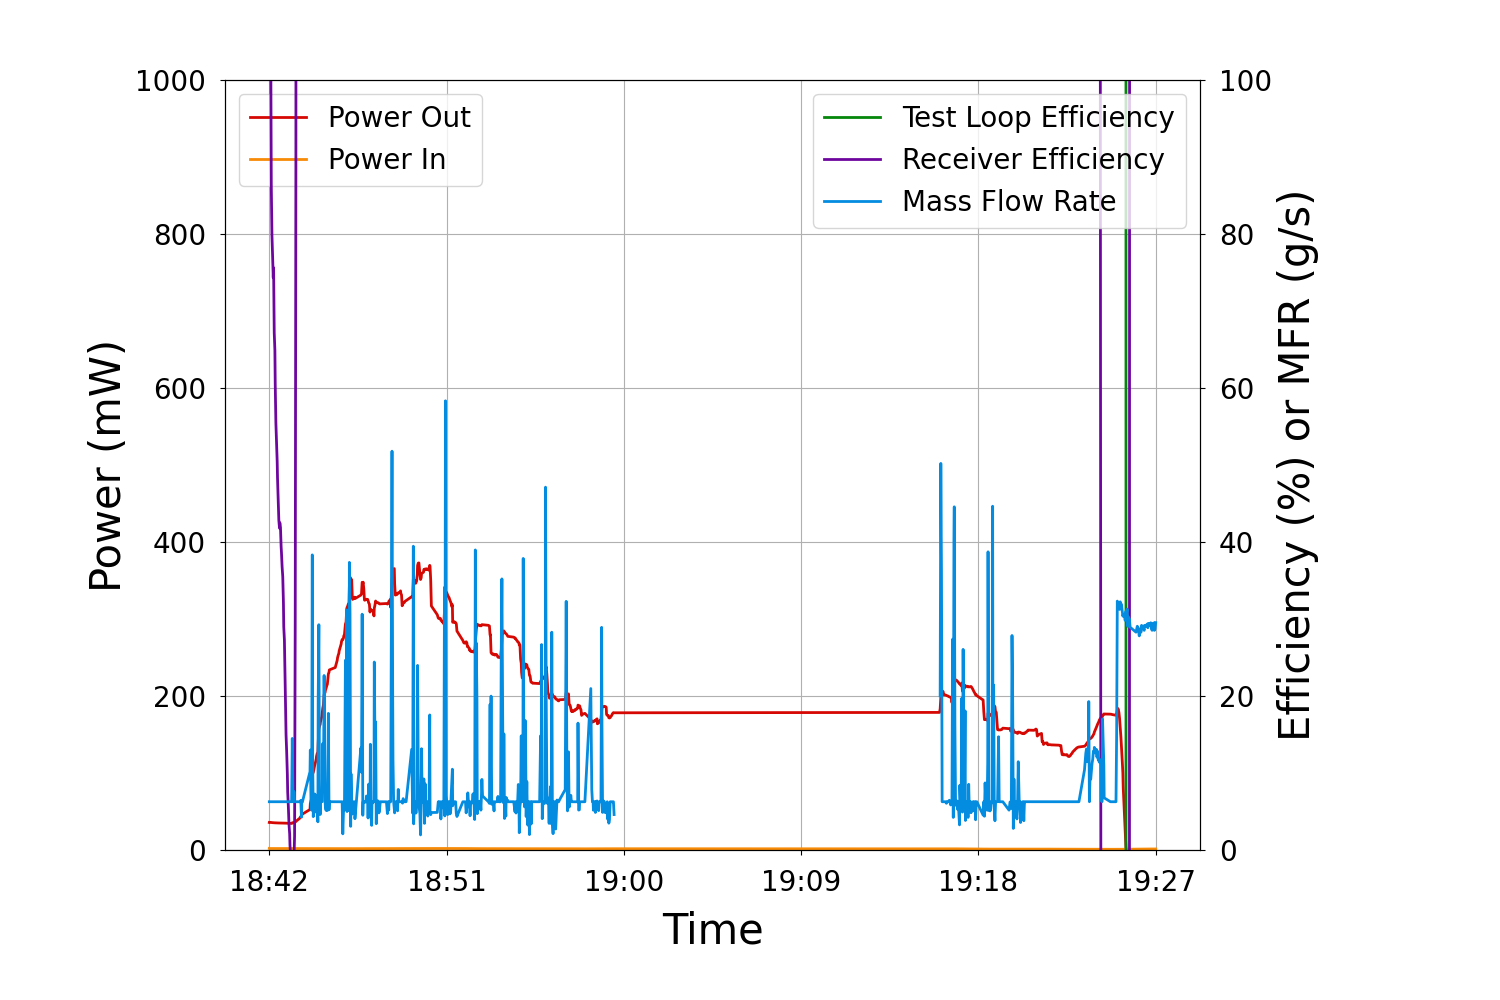 Power Out
Power In
Test Loop Efficiency
Receiver Efficiency
Mass Flow Rate
1000
800
600
400
200
0
Power (mW)
100
80
60
40
20
0
Efficiency (%) or MFR (g/s)
18:42
18:51
19:00
19:09
19:18
19:27
Time